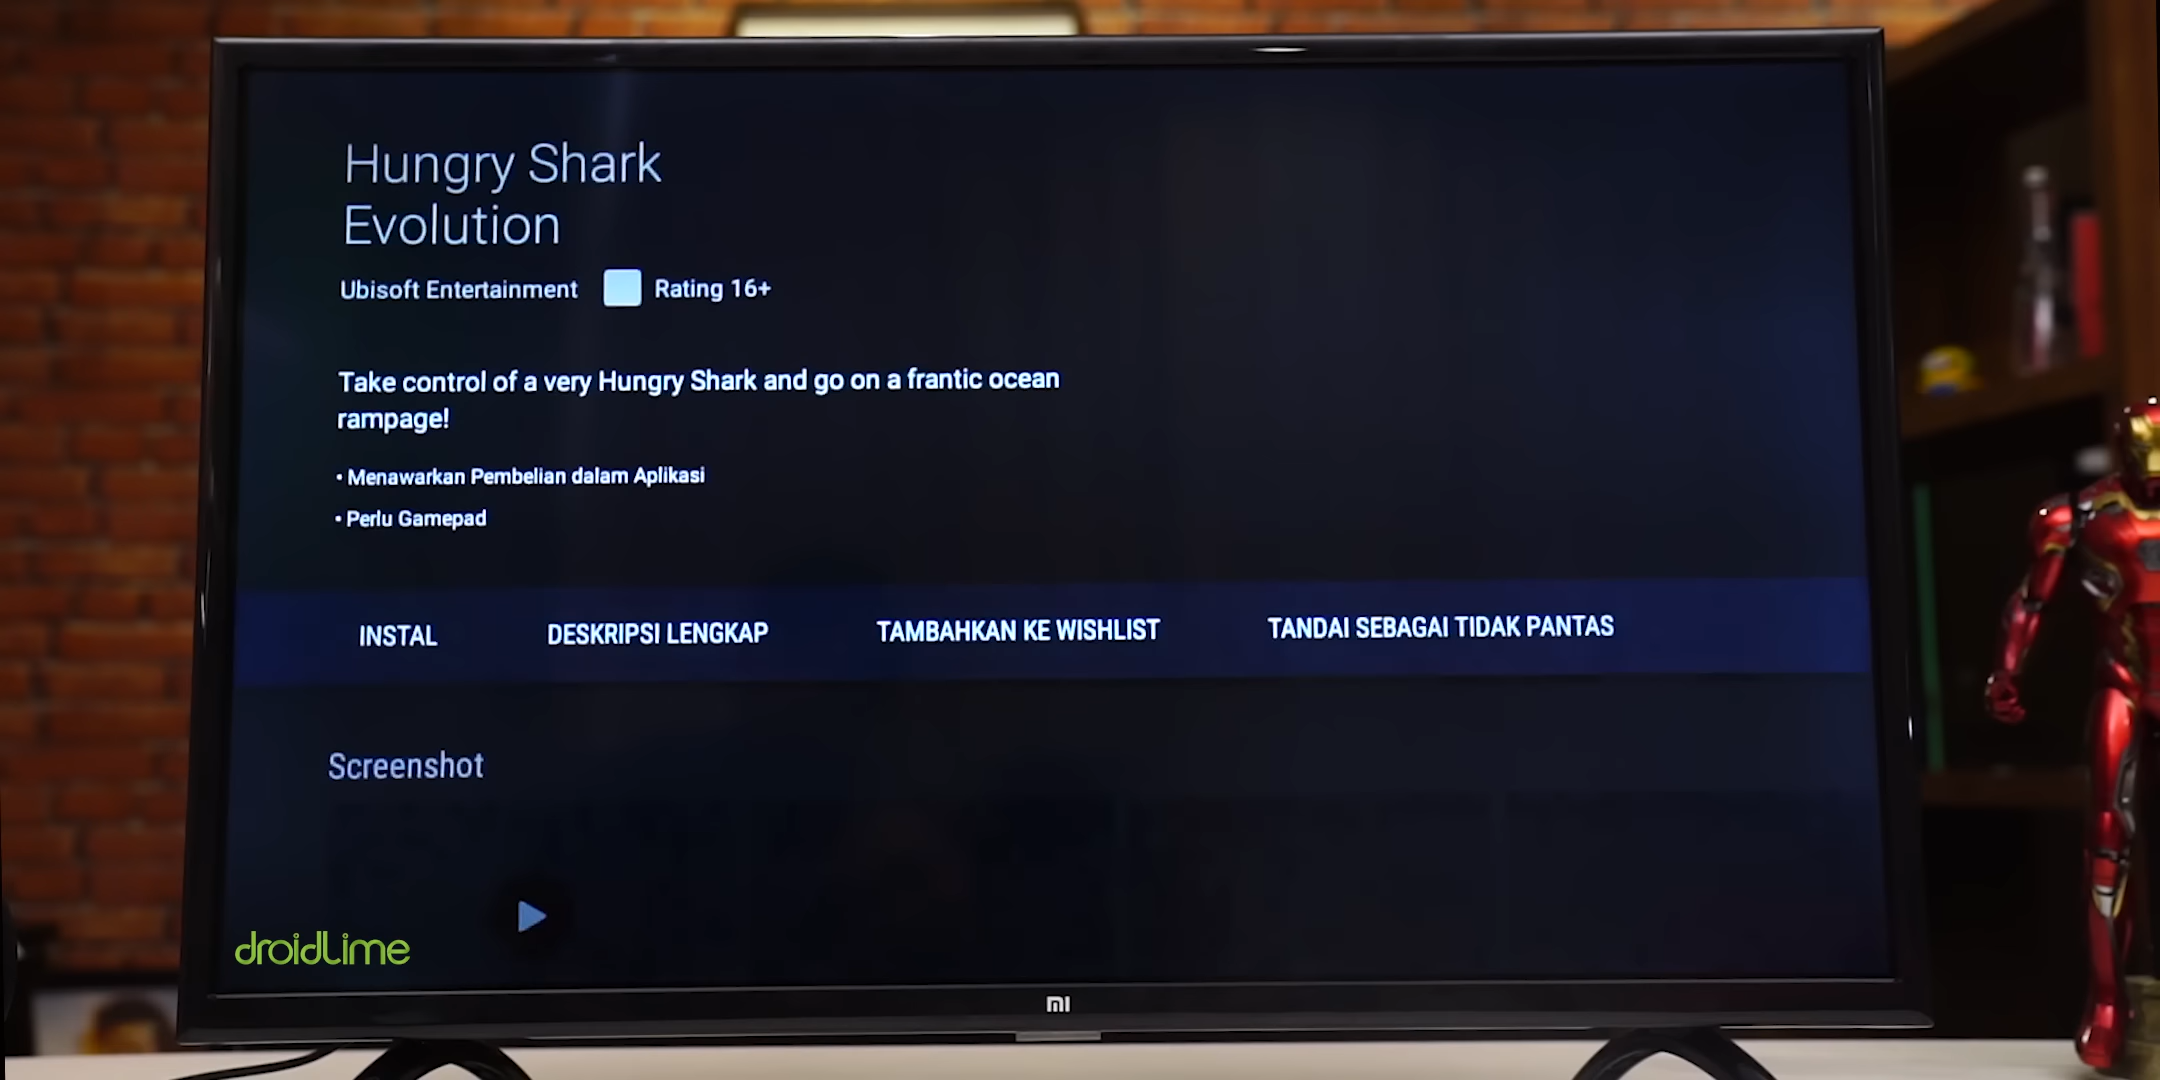 Hungry Shark
Evolution
Ubisoft Entertainment Rating 16+
Take control of a very Hungry Shark and go on a frantic ocean
rampage!
• Menawarkan Pembelian dalam Aplikasi
• Perlu Gamepad
INSTAL DESKRIPSI LENGKAP TAMBAHKAN KE WISHLIST TANDAI SEBAGAI TIDAK PANTAS
Screenshot
droidlime
mi